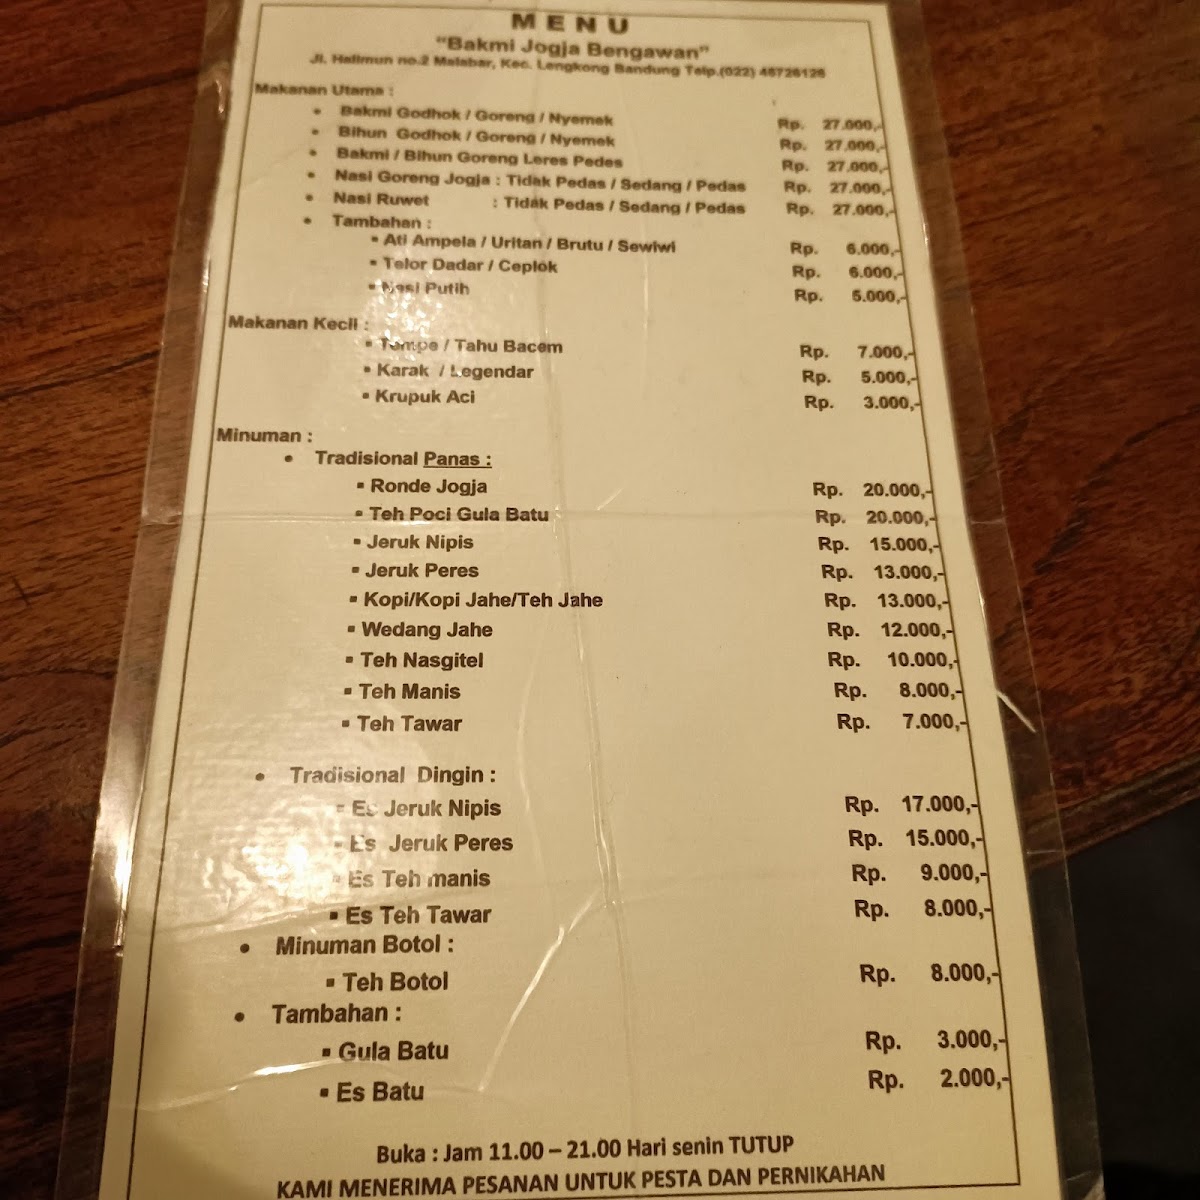 MENU
"Bakmi Jogja Bengawan"
Jl. Halimun no.2 Malabar, Kec. Lengkong Bandung Telp.(022) 45726126
Makanan Utama :
• Bakmi Godhok / Goreng / Nyemek Rp. 27.000,-
• Bihun Godhok / Goreng / Nyemek Rp. 27.000,-
• Bakmi / Bihun Goreng Leres Pedes Rp. 27.000,-
• Nasi Goreng Jogja : Tidak Pedas / Sedang / Pedas Rp. 27.000,-
• Nasi Ruwet : Tidak Pedas / Sedang / Pedas Rp. 27.000,-
• Tambahan :
▪ Ati Ampela / Uritan / Brutu / Sewiwi Rp. 6.000,-
▪ Telor Dadar / Ceplok Rp. 6.000,-
▪ Nasi Putih Rp. 5.000,-
Makanan Kecil :
▪ Tempe / Tahu Bacem Rp. 7.000,-
▪ Karak / Legendar Rp. 5.000,-
▪ Krupuk Aci Rp. 3.000,-
Minuman :
• Tradisional Panas :
▪ Ronde Jogja Rp. 20.000,-
▪ Teh Poci Gula Batu Rp. 20.000,-
▪ Jeruk Nipis Rp. 15.000,-
▪ Jeruk Peres Rp. 13.000,-
▪ Kopi/Kopi Jahe/Teh Jahe Rp. 13.000,-
▪ Wedang Jahe Rp. 12.000,-
▪ Teh Nasgitel Rp. 10.000,-
▪ Teh Manis Rp. 8.000,-
▪ Teh Tawar Rp. 7.000,-
• Tradisional Dingin :
▪ Es Jeruk Nipis Rp. 17.000,-
▪ Es Jeruk Peres Rp. 15.000,-
▪ Es Teh manis Rp. 9.000,-
▪ Es Teh Tawar Rp. 8.000,-
• Minuman Botol :
▪ Teh Botol Rp. 8.000,-
• Tambahan :
▪ Gula Batu Rp. 3.000,-
▪ Es Batu Rp. 2.000,-
Buka : Jam 11.00 – 21.00 Hari senin TUTUP
KAMI MENERIMA PESANAN UNTUK PESTA DAN PERNIKAHAN